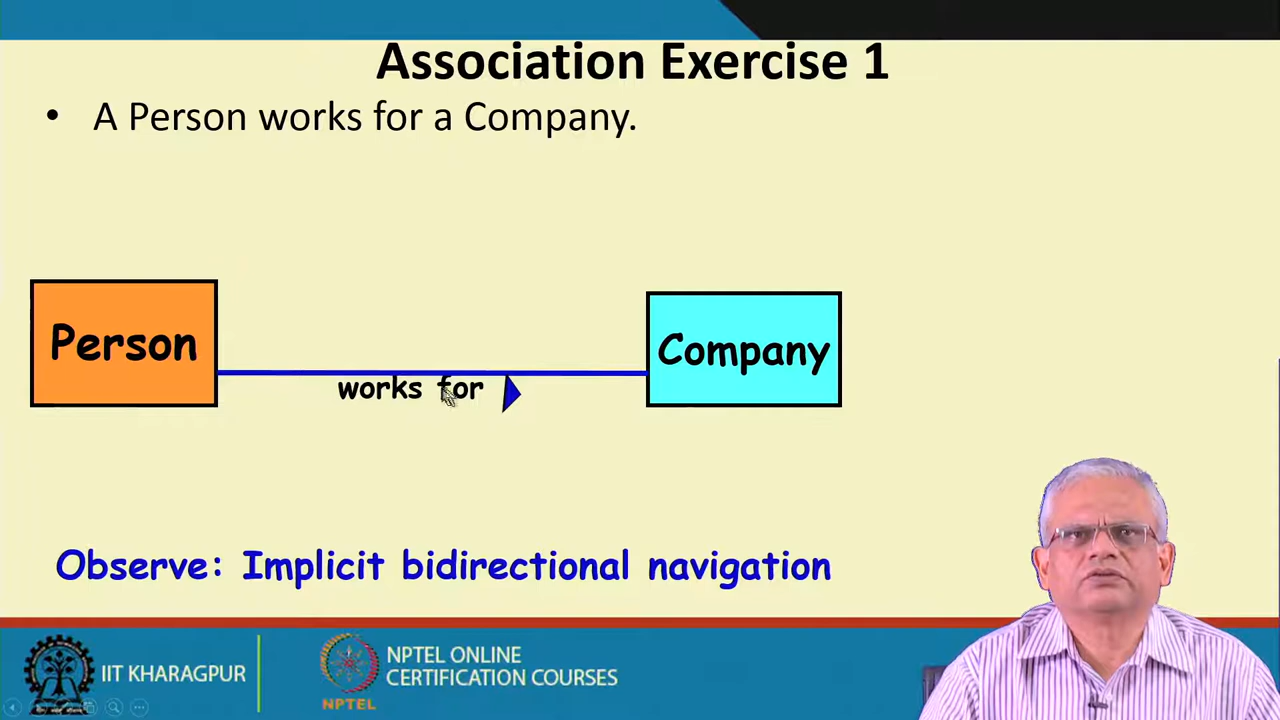 Association Exercise 1
• A Person works for a Company.
Person
Company
works for
Observe: Implicit bidirectional navigation
IIT KHARAGPUR
NPTEL
NPTEL ONLINE
CERTIFICATION COURSES